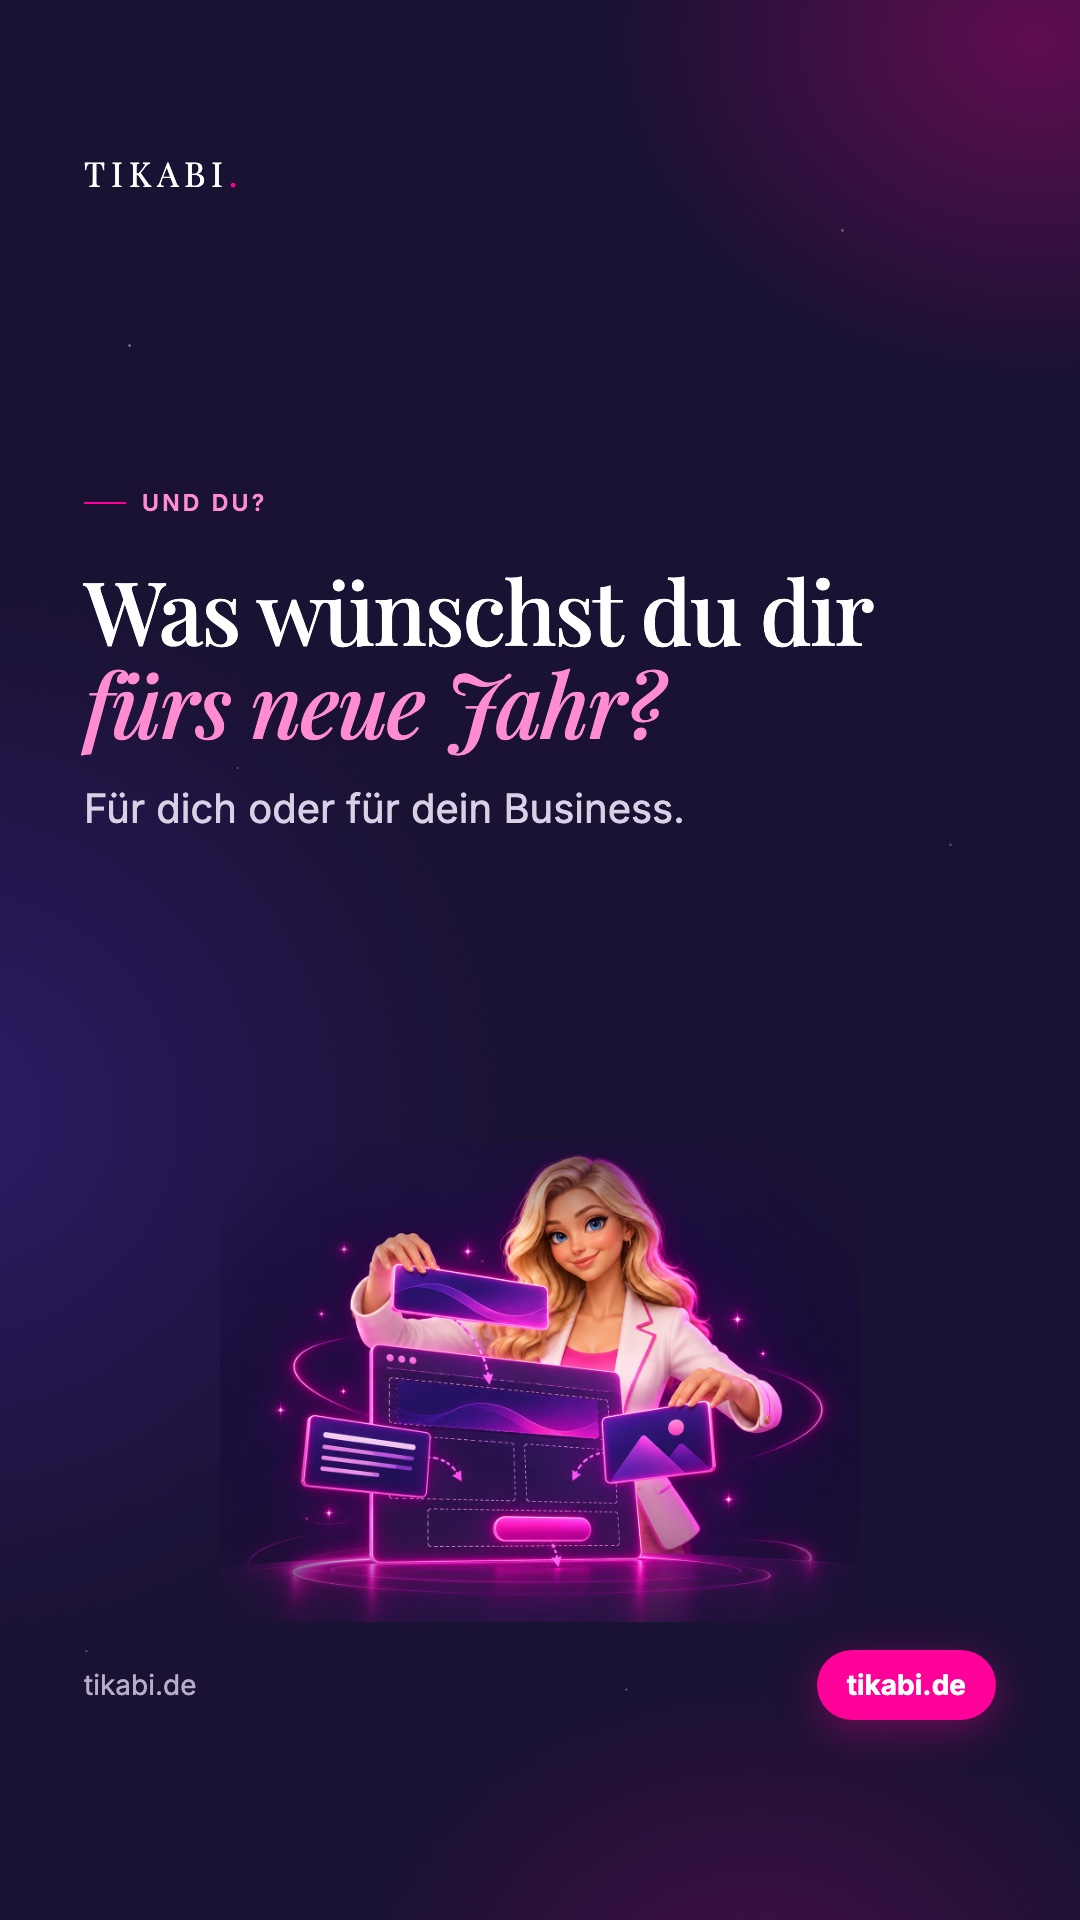 TIKABI.
UND DU?
Was wünschst du dir
fürs neue Jahr?
Für dich oder für dein Business.
tikabi.de
tikabi.de